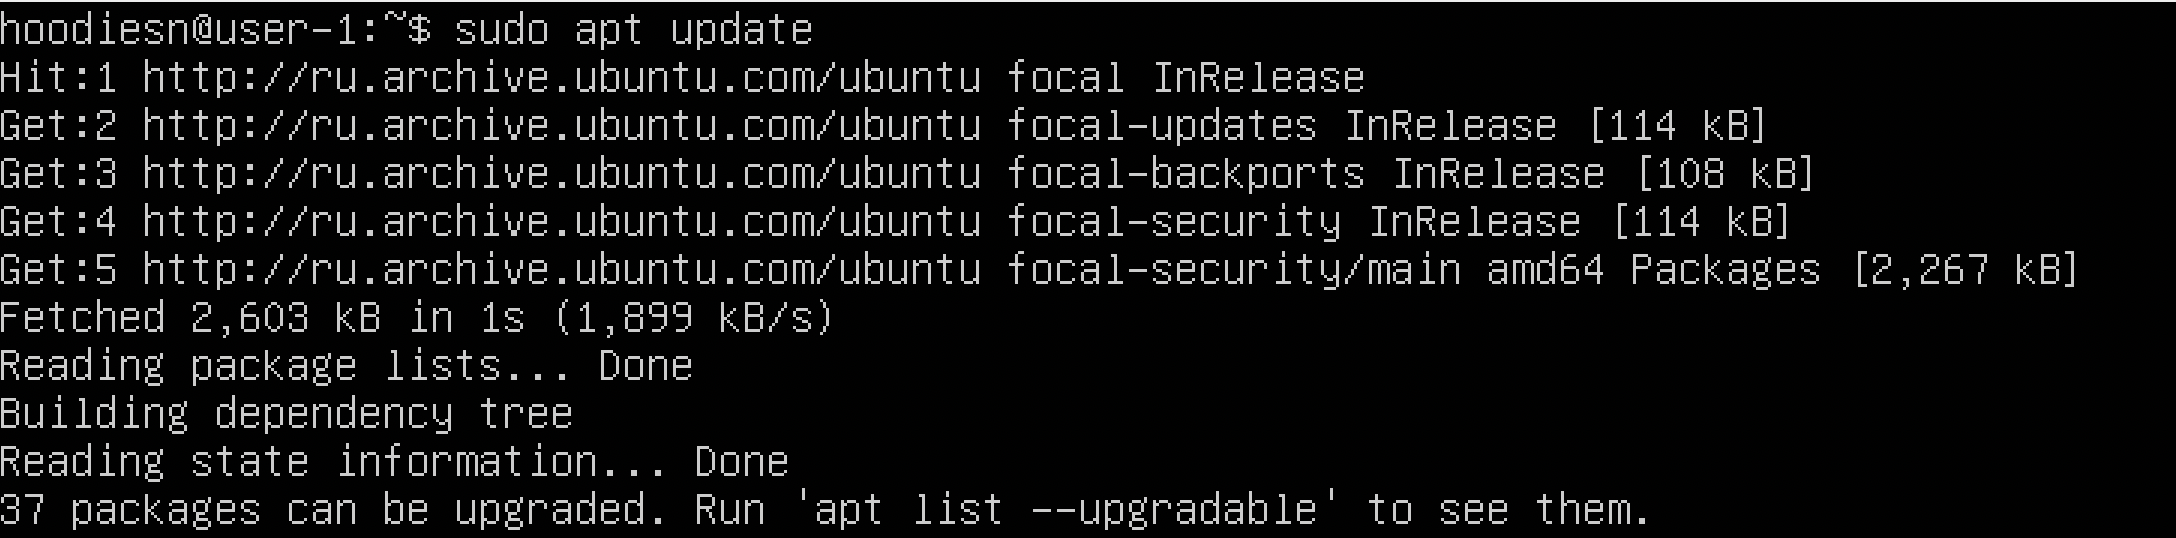 hoodiesn@user-1:~$ sudo apt update
Hit:1 http://ru.archive.ubuntu.com/ubuntu focal InRelease
Get:2 http://ru.archive.ubuntu.com/ubuntu focal-updates InRelease [114 kB]
Get:3 http://ru.archive.ubuntu.com/ubuntu focal-backports InRelease [108 kB]
Get:4 http://ru.archive.ubuntu.com/ubuntu focal-security InRelease [114 kB]
Get:5 http://ru.archive.ubuntu.com/ubuntu focal-security/main amd64 Packages [2,267 kB]
Fetched 2,603 kB in 1s (1,899 kB/s)
Reading package lists... Done
Building dependency tree
Reading state information... Done
37 packages can be upgraded. Run 'apt list --upgradable' to see them.